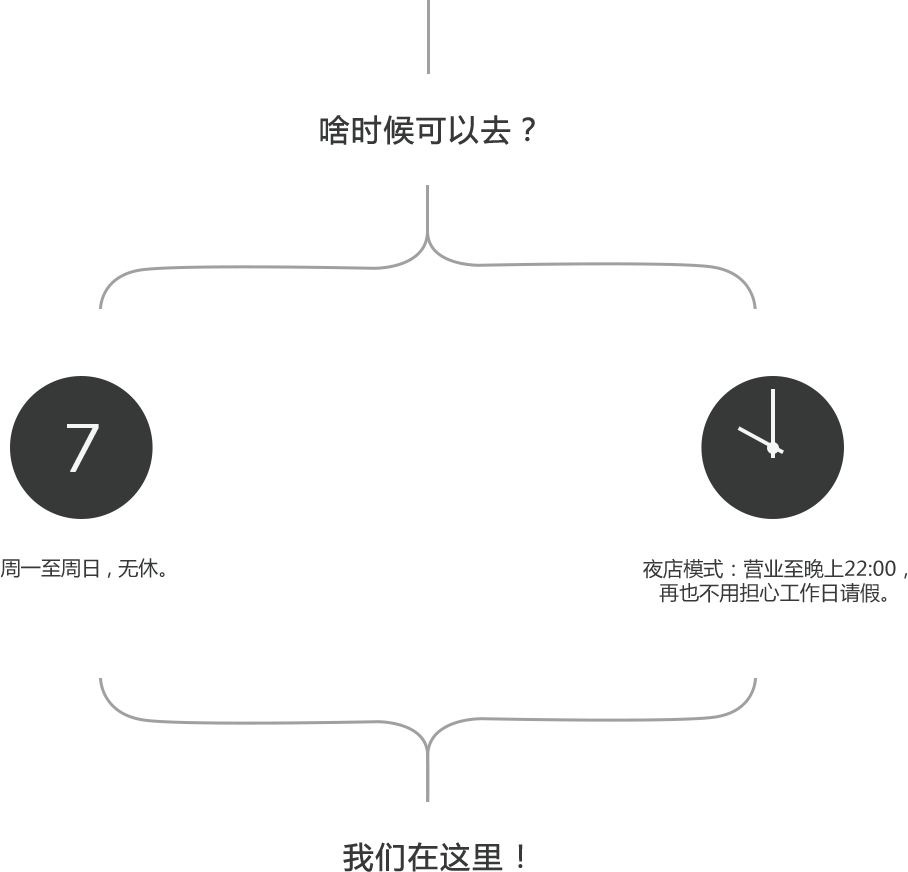 啥时候可以去？
7
周一至周日，无休。
夜店模式：营业至晚上22:00，
再也不用担心工作日请假。
我们在这里！